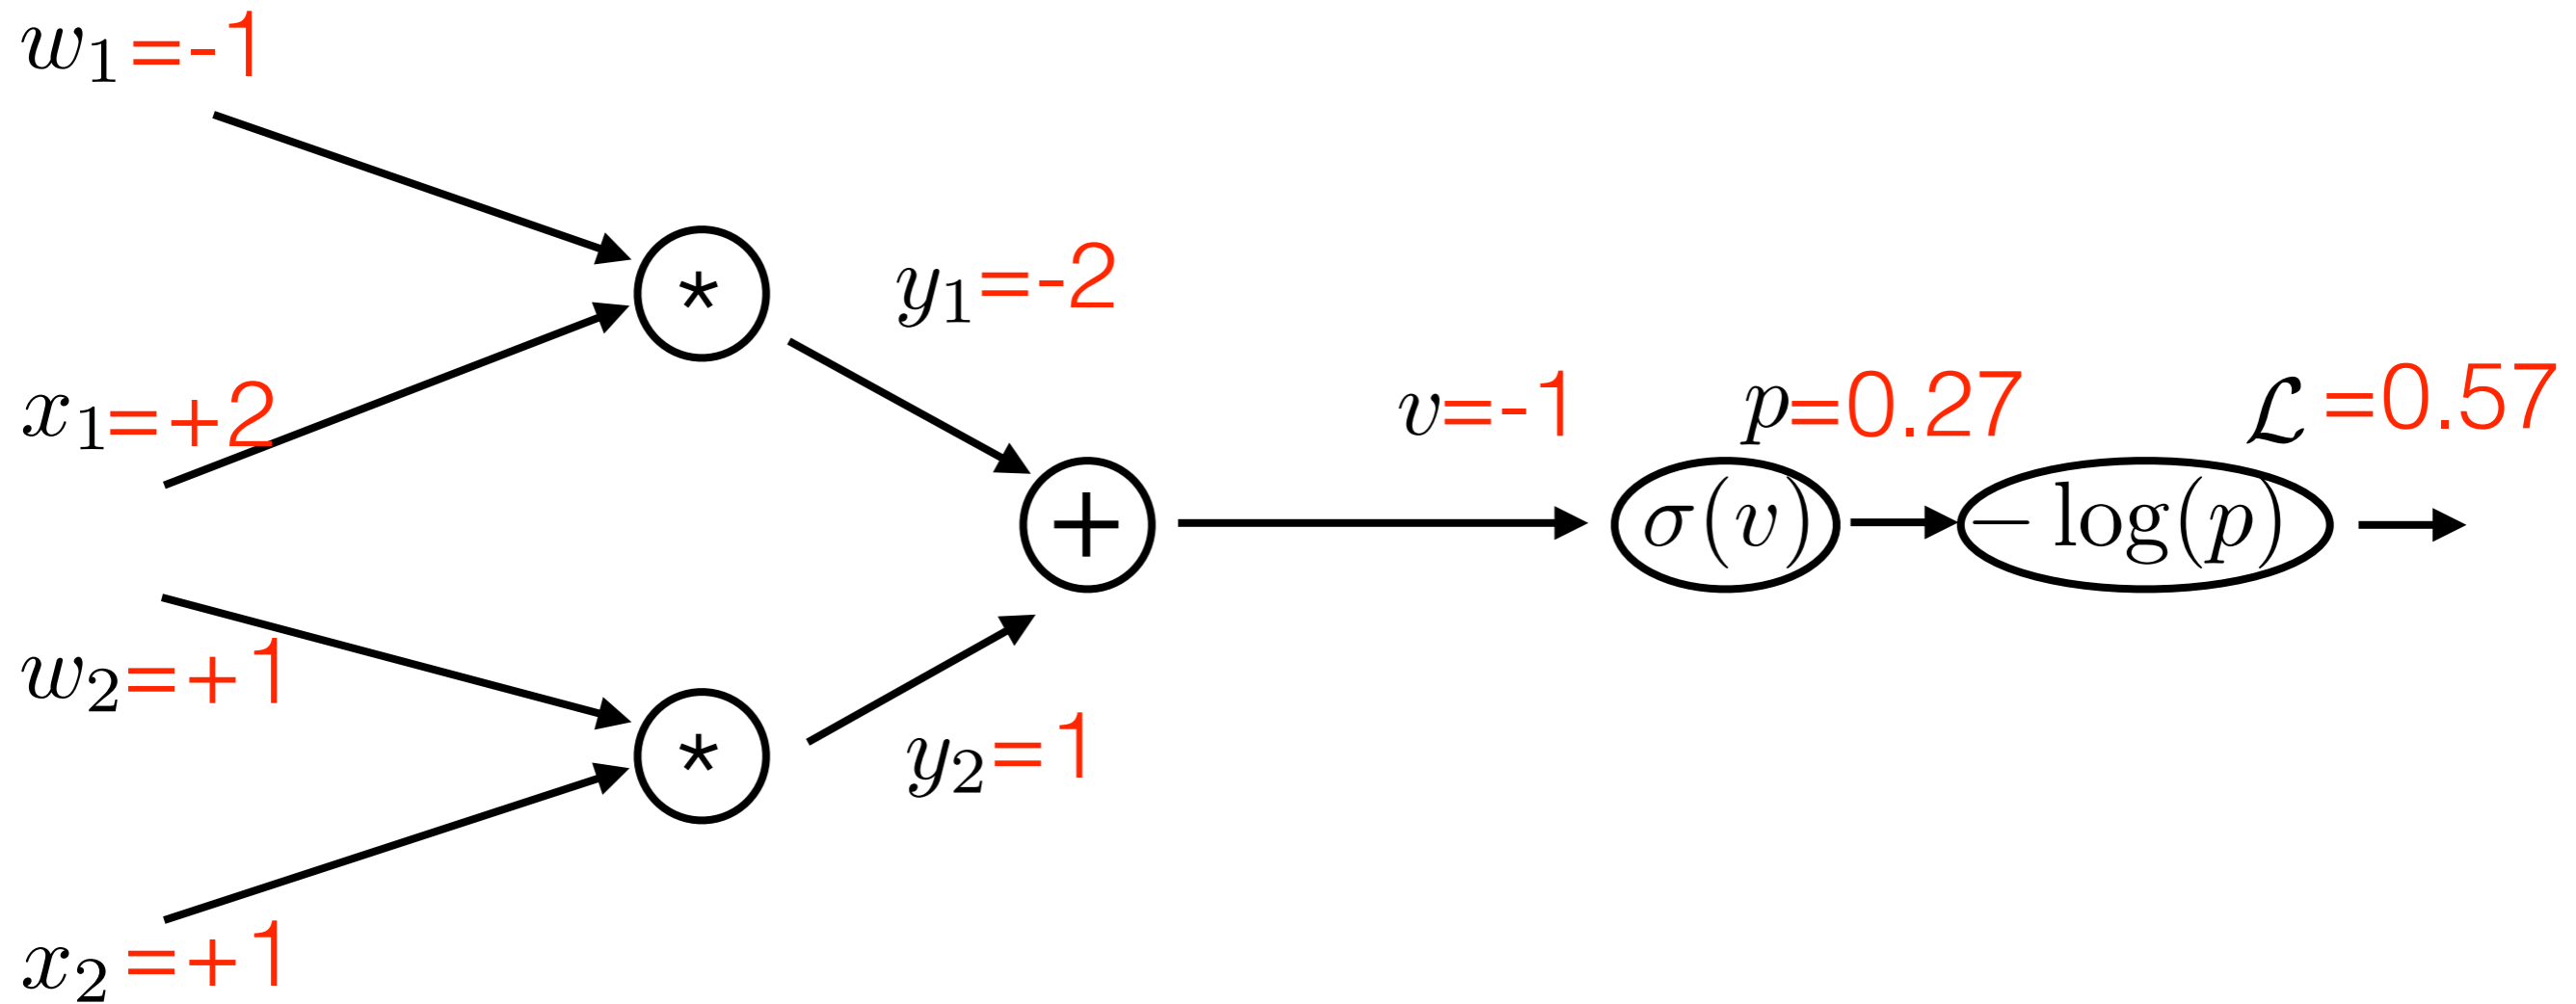 w₁=-1
*
y₁=-2
x₁=+2
+
v=-1
p=0.27
ℒ=0.57
σ(v)
− log(p)
w₂=+1
*
y₂=1
x₂=+1